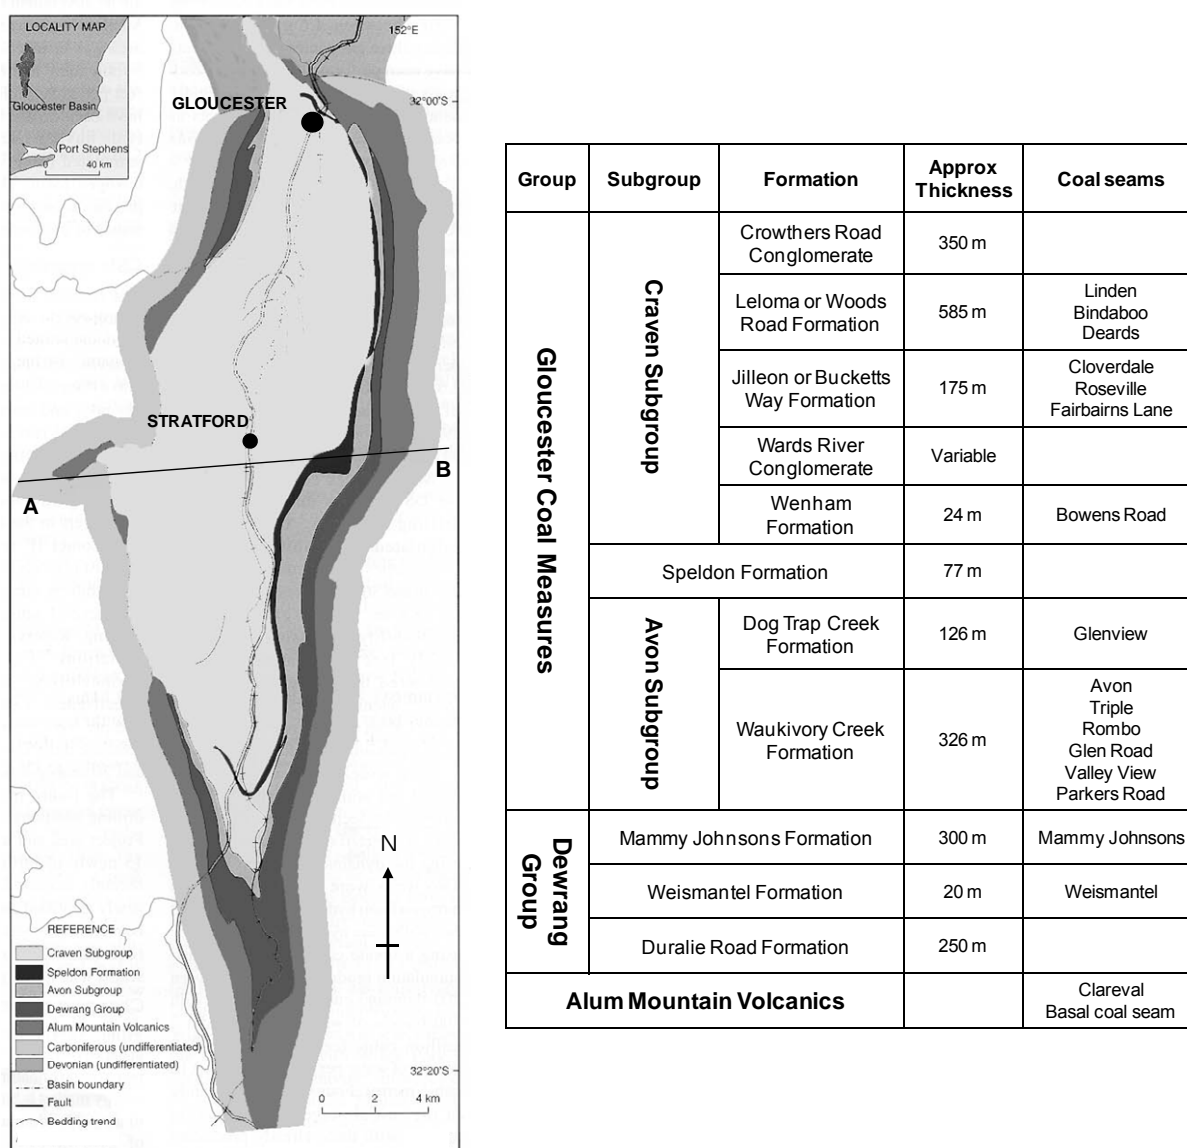 LOCALITY MAP
Gloucester Basin
Port Stephens
0 40 km
152°E
32°00'S
GLOUCESTER
STRATFORD
A
B
N
REFERENCE
Craven Subgroup
Speldon Formation
Avon Subgroup
Dewrang Group
Alum Mountain Volcanics
Carboniferous (undifferentiated)
Devonian (undifferentiated)
Basin boundary
Fault
Bedding trend
32°20'S
0 2 4 km
Group Subgroup Formation Approx Coal seams
Thickness
Gloucester Coal Measures
Craven Subgroup
Crowthers Road
Conglomerate
350 m
Leloma or Woods
Road Formation
585 m
Linden
Bindaboo
Deards
Jilleon or Bucketts
Way Formation
175 m
Cloverdale
Roseville
Fairbairns Lane
Wards River
Conglomerate
Variable
Wenham
Formation
24 m
Bowens Road
Speldon Formation
77 m
Avon Subgroup
Dog Trap Creek
Formation
126 m
Glenview
Waukivory Creek
Formation
326 m
Avon
Triple
Rombo
Glen Road
Valley View
Parkers Road
Dewrang
Group
Mammy Johnsons Formation
300 m
Mammy Johnsons
Weismantel Formation
20 m
Weismantel
Duralie Road Formation
250 m
Alum Mountain Volcanics
Clareval
Basal coal seam